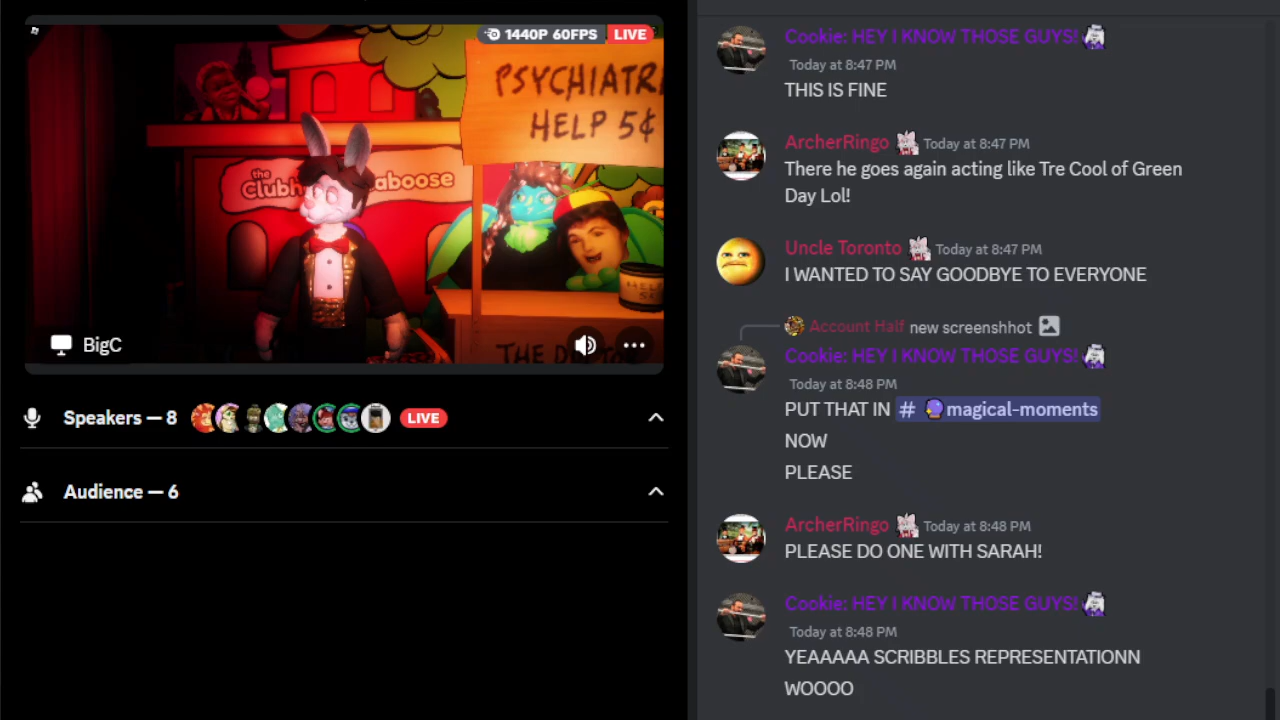 1440P 60FPS
LIVE
PSYCHIATR
HELP 5¢
the
Clubh aboose
HELP
5¢
THE D
BigC
Speakers — 8
LIVE
Audience — 6
Cookie: HEY I KNOW THOSE GUYS!
Today at 8:47 PM
THIS IS FINE
ArcherRingo Today at 8:47 PM
There he goes again acting like Tre Cool of Green
Day Lol!
Uncle Toronto Today at 8:47 PM
I WANTED TO SAY GOODBYE TO EVERYONE
Account Half new screenshhot
Cookie: HEY I KNOW THOSE GUYS!
Today at 8:48 PM
PUT THAT IN # magical-moments
NOW
PLEASE
ArcherRingo Today at 8:48 PM
PLEASE DO ONE WITH SARAH!
Cookie: HEY I KNOW THOSE GUYS!
Today at 8:48 PM
YEAAAAA SCRIBBLES REPRESENTATIONN
WOOOO